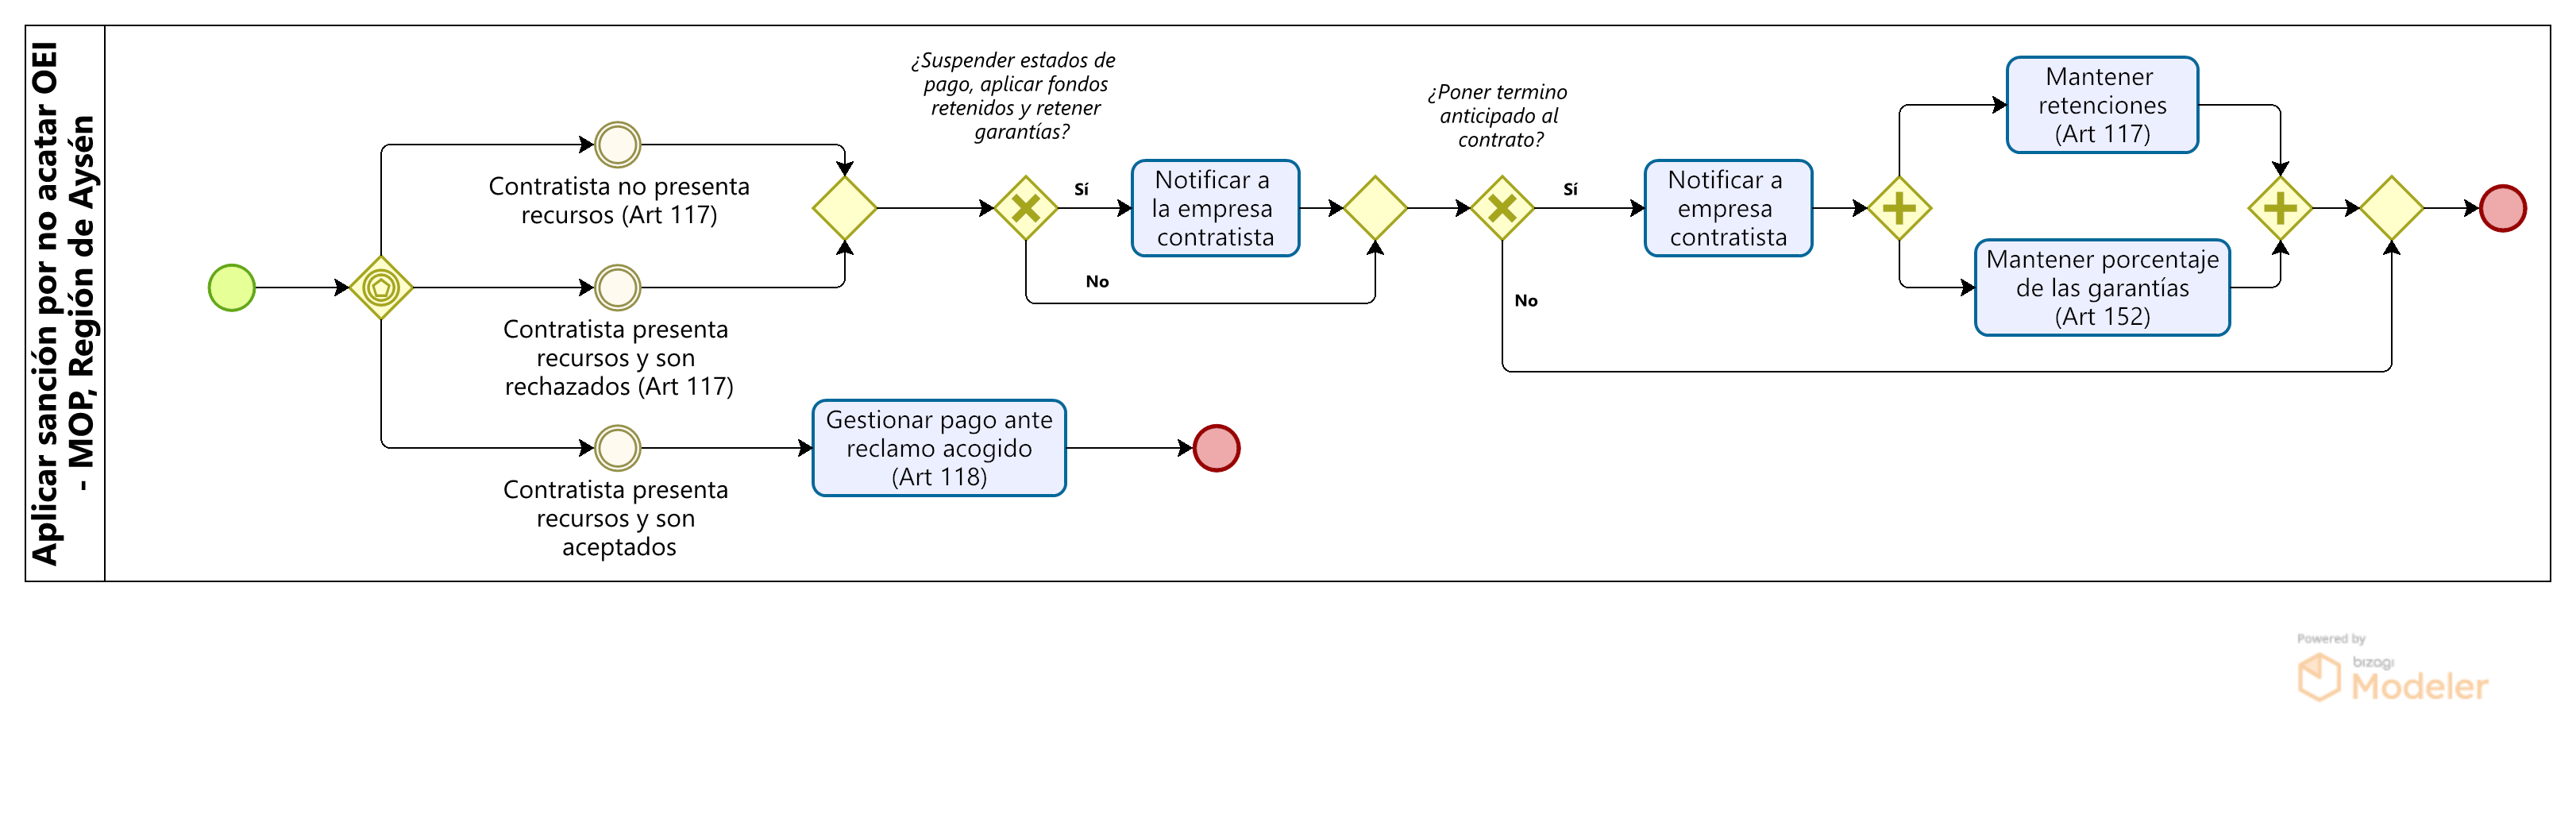 Aplicar sanción por no acatar OEI
- MOP, Región de Aysén
¿Suspender estados de
pago, aplicar fondos
retenidos y retener
garantías?
¿Poner termino
anticipado al
contrato?
Mantener
retenciones
(Art 117)
Contratista no presenta
recursos (Art 117)
Sí
Notificar a
la empresa
contratista
Sí
Notificar a
empresa
contratista
No
No
Mantener porcentaje
de las garantías
(Art 152)
Contratista presenta
recursos y son
rechazados (Art 117)
Gestionar pago ante
reclamo acogido
(Art 118)
Contratista presenta
recursos y son
aceptados
Powered by
bizagi
Modeler